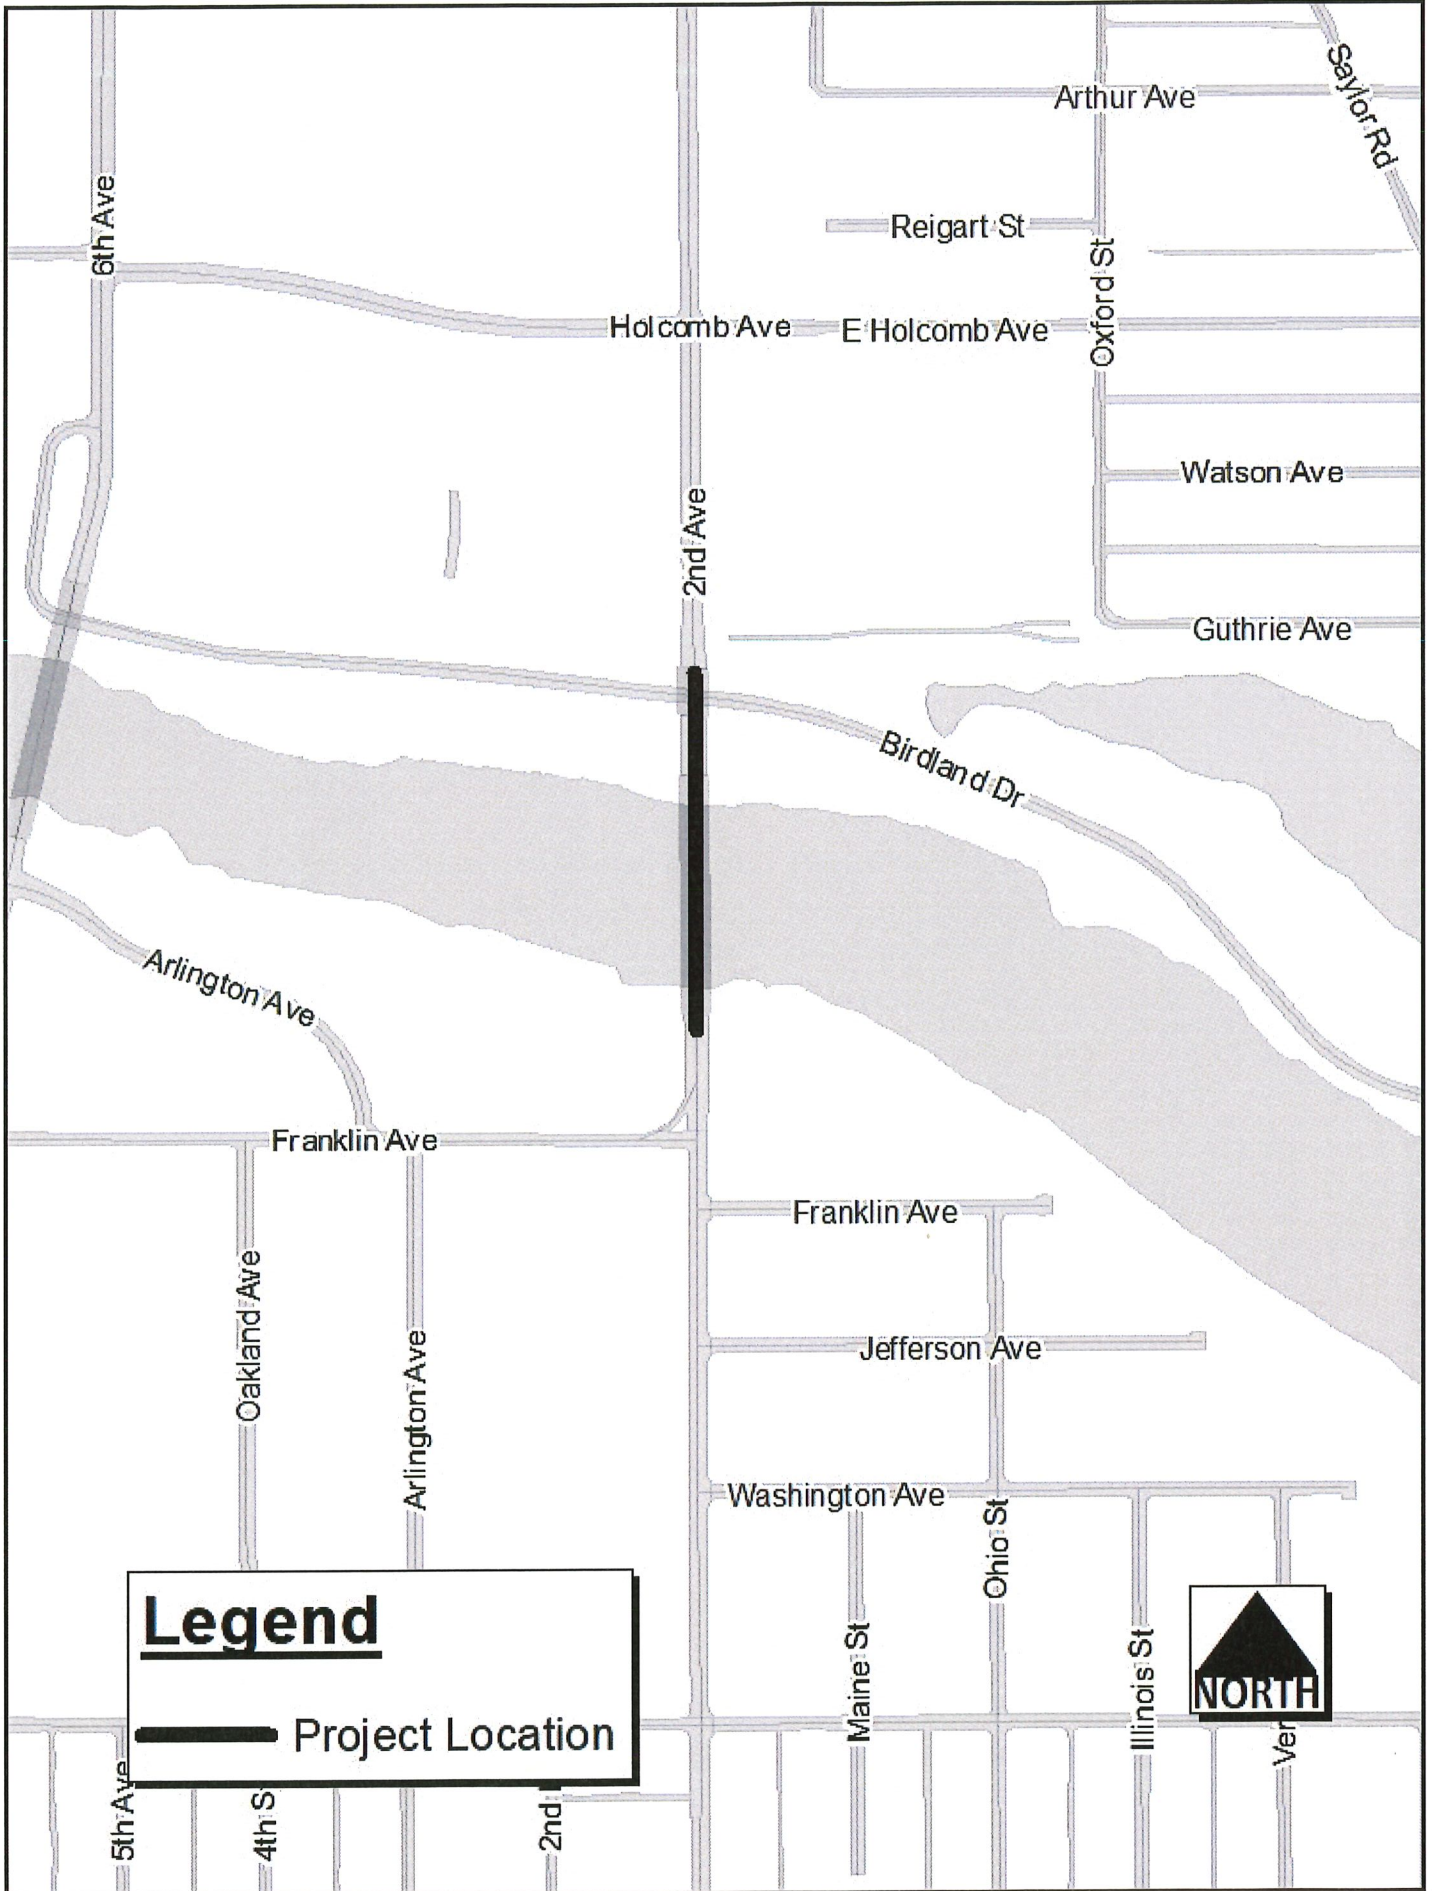 Saylor Rd
Arthur Ave
6th Ave
Reigart St
Oxford St
Holcomb Ave
E Holcomb Ave
Watson Ave
2nd Ave
Guthrie Ave
Birdland Dr
Arlington Ave
Franklin Ave
Franklin Ave
Oakland Ave
Jefferson Ave
Arlington Ave
Washington Ave
Ohio St
Maine St
Illinois St
Ver
NORTH
Legend
Project Location
5th Ave
4th S
2nd